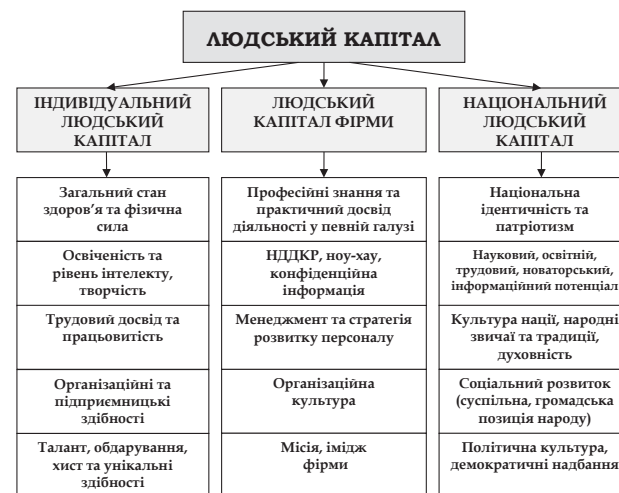 ЛЮДСЬКИЙ КАПІТАЛ
ІНДИВІДУАЛЬНИЙ
ЛЮДСЬКИЙ
КАПІТАЛ
Загальний стан
здоров’я та фізична
сила
Освіченість та
рівень інтелекту,
творчість
Трудовий досвід та
працьовитість
Організаційні та
підприємницькі
здібності
Талант, обдарування,
хист та унікальні
здібності
ЛЮДСЬКИЙ
КАПІТАЛ ФІРМИ
Професійні знання та
практичний досвід
діяльності у певній галузі
НДДКР, ноу-хау,
конфіденційна
інформація
Менеджмент та стратегія
розвитку персоналу
Організаційна
культура
Місія, імідж
фірми
НАЦІОНАЛЬНИЙ
ЛЮДСЬКИЙ
КАПІТАЛ
Національна
ідентичність та
патріотизм
Науковий, освітній,
трудовий, новаторський,
інформаційний потенціал
Культура нації, народні
звичаї та традиції,
духовність
Соціальний розвиток
(суспільна, громадська
позиція народу)
Політична культура,
демократичні надбання